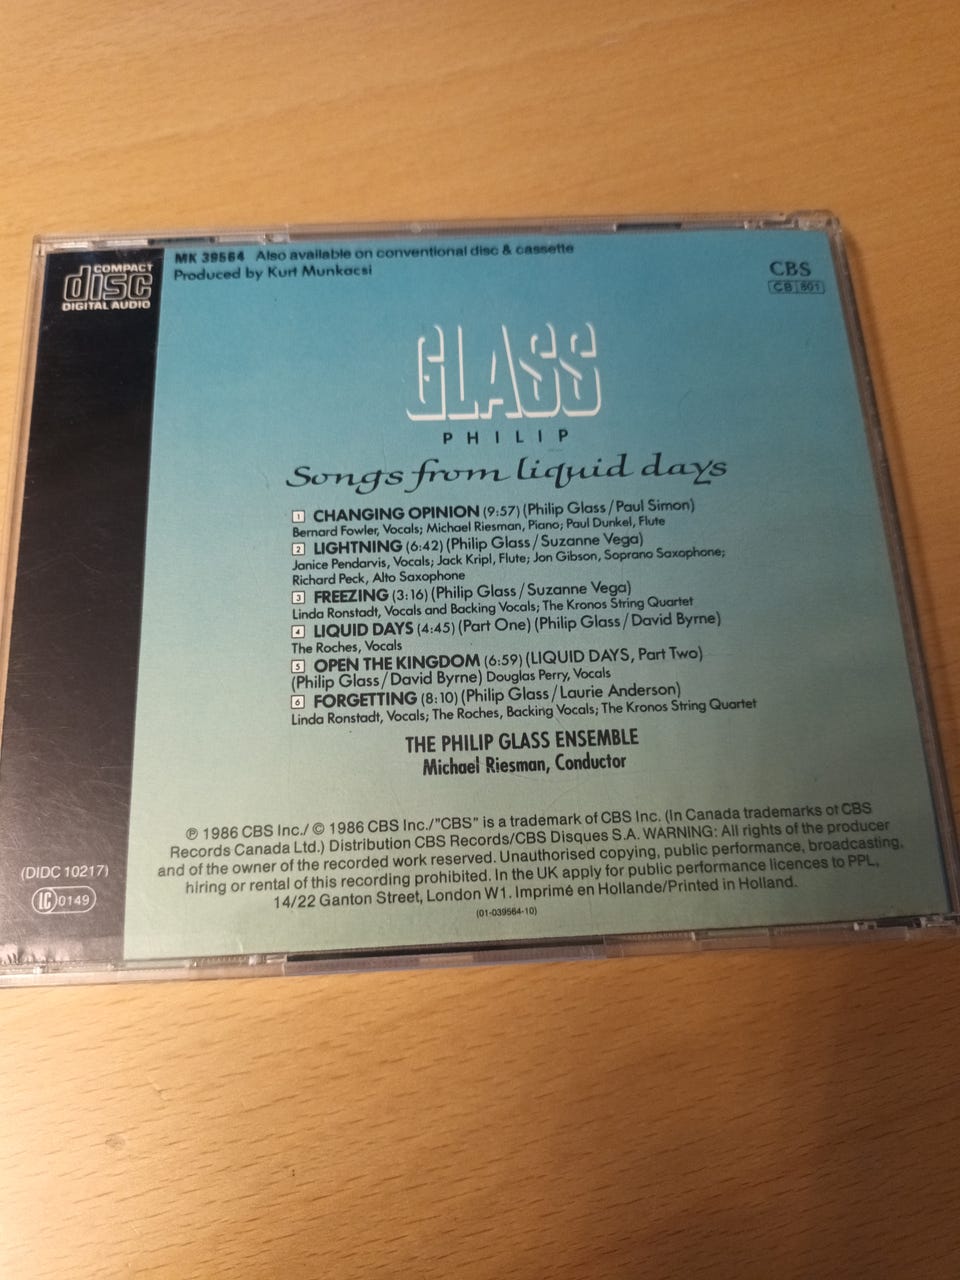 COMPACT
disc
DIGITAL AUDIO
MK 39564 Also available on conventional disc & cassette
Produced by Kurt Munkacsi
CBS
CB 801
GLASS
PHILIP
Songs from liquid days
1 CHANGING OPINION (9:57) (Philip Glass/Paul Simon)
Bernard Fowler, Vocals; Michael Riesman, Piano; Paul Dunkel, Flute
2 LIGHTNING (6:42) (Philip Glass/Suzanne Vega)
Janice Pendarvis, Vocals; Jack Kripl, Flute; Jon Gibson, Soprano Saxophone;
Richard Peck, Alto Saxophone
3 FREEZING (3:16) (Philip Glass/Suzanne Vega)
Linda Ronstadt, Vocals and Backing Vocals; The Kronos String Quartet
4 LIQUID DAYS (4:45) (Part One) (Philip Glass/David Byrne)
The Roches, Vocals
5 OPEN THE KINGDOM (6:59) (LIQUID DAYS, Part Two)
(Philip Glass/David Byrne) Douglas Perry, Vocals
6 FORGETTING (8:10) (Philip Glass/Laurie Anderson)
Linda Ronstadt, Vocals; The Roches, Backing Vocals; The Kronos String Quartet
THE PHILIP GLASS ENSEMBLE
Michael Riesman, Conductor
℗ 1986 CBS Inc./ © 1986 CBS Inc./"CBS" is a trademark of CBS Inc. (In Canada trademarks of CBS
Records Canada Ltd.) Distribution CBS Records/CBS Disques S.A. WARNING: All rights of the producer
and of the owner of the recorded work reserved. Unauthorised copying, public performance, broadcasting,
hiring or rental of this recording prohibited. In the UK apply for public performance licences to PPL,
14/22 Ganton Street, London W1. Imprimé en Hollande/Printed in Holland.
(01-039564-10)
(DIDC 10217)
LC 0149